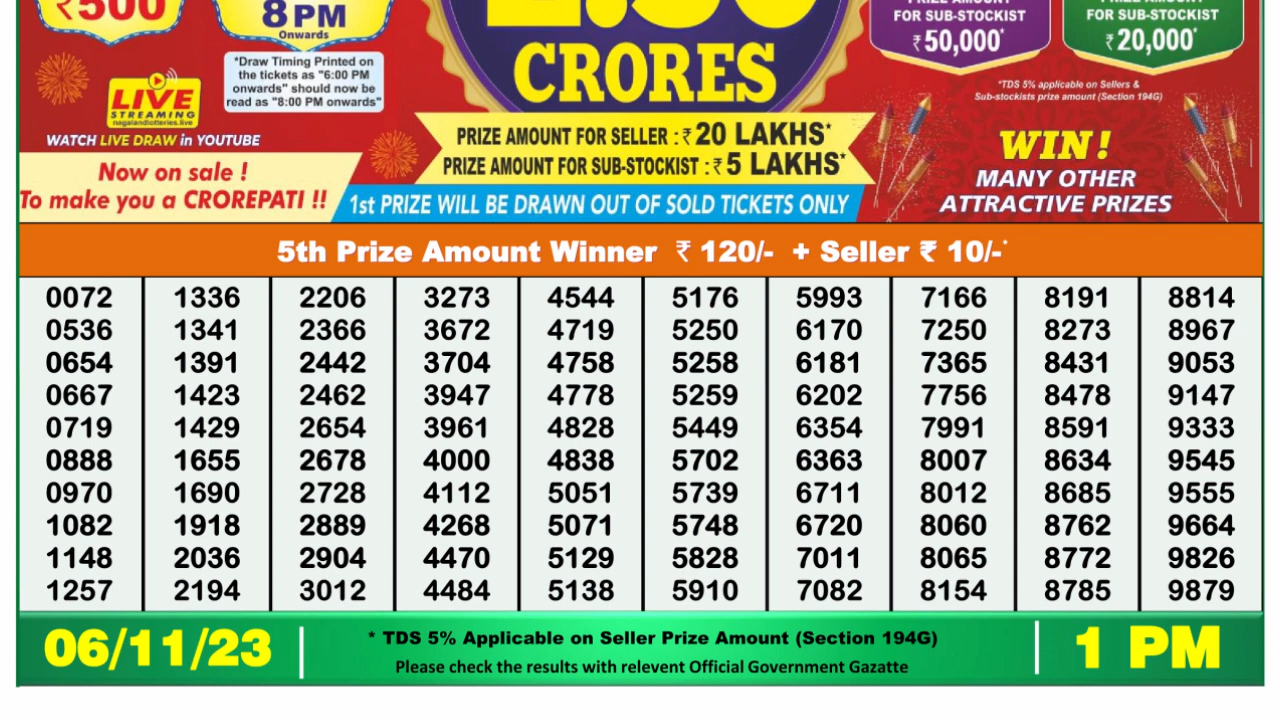 ₹500
8 PM
Onwards
*Draw Timing Printed on
the tickets as "6:00 PM
onwards" should now be
read as "8:00 PM onwards"
LIVE
STREAMING
nagalandlotteries.live
WATCH LIVE DRAW in YOUTUBE
Now on sale !
To make you a CROREPATI !!
CRORES
PRIZE AMOUNT FOR SELLER : ₹ 20 LAKHS*
PRIZE AMOUNT FOR SUB-STOCKIST : ₹ 5 LAKHS*
1st PRIZE WILL BE DRAWN OUT OF SOLD TICKETS ONLY
PRIZE AMOUNT
FOR SUB-STOCKIST
₹ 50,000*
PRIZE AMOUNT
FOR SUB-STOCKIST
₹ 20,000*
*TDS 5% applicable on Sellers &
Sub-stockists prize amount (Section 194G)
WIN !
MANY OTHER
ATTRACTIVE PRIZES
5th Prize Amount Winner ₹ 120/- + Seller ₹ 10/-*
0072 1336 2206 3273 4544 5176 5993 7166 8191 8814
0536 1341 2366 3672 4719 5250 6170 7250 8273 8967
0654 1391 2442 3704 4758 5258 6181 7365 8431 9053
0667 1423 2462 3947 4778 5259 6202 7756 8478 9147
0719 1429 2654 3961 4828 5449 6354 7991 8591 9333
0888 1655 2678 4000 4838 5702 6363 8007 8634 9545
0970 1690 2728 4112 5051 5739 6711 8012 8685 9555
1082 1918 2889 4268 5071 5748 6720 8060 8762 9664
1148 2036 2904 4470 5129 5828 7011 8065 8772 9826
1257 2194 3012 4484 5138 5910 7082 8154 8785 9879
06/11/23
* TDS 5% Applicable on Seller Prize Amount (Section 194G)
Please check the results with relevent Official Government Gazatte
1 PM